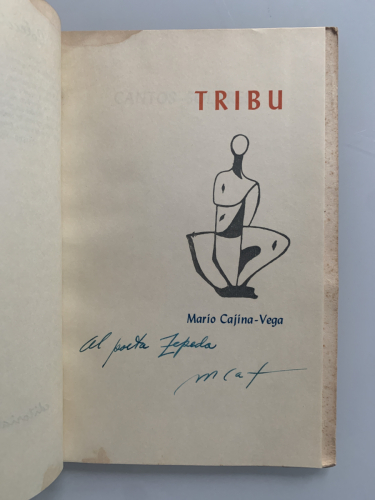 TRIBU
Mario Cajina-Vega
Al poeta Zepeda